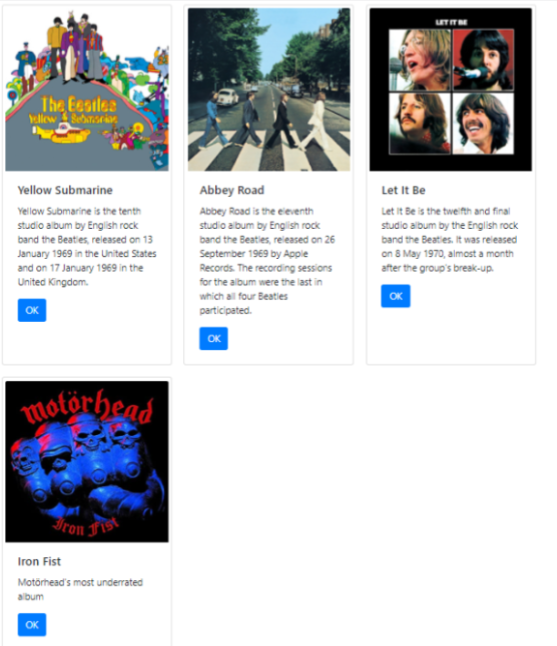 The Beatles
Yellow Submarine
Yellow Submarine
Yellow Submarine is the tenth
studio album by English rock
band the Beatles, released on 13
January 1969 in the United States
and on 17 January 1969 in the
United Kingdom.
OK
Abbey Road
Abbey Road is the eleventh
studio album by English rock
band the Beatles, released on 26
September 1969 by Apple
Records. The recording sessions
for the album were the last in
which all four Beatles
participated.
OK
LET IT BE
Let It Be
Let It Be is the twelfth and final
studio album by the English rock
band the Beatles. It was released
on 8 May 1970, almost a month
after the group's break-up.
OK
motörhead
Iron Fist
Iron Fist
Motörhead's most underrated
album
OK